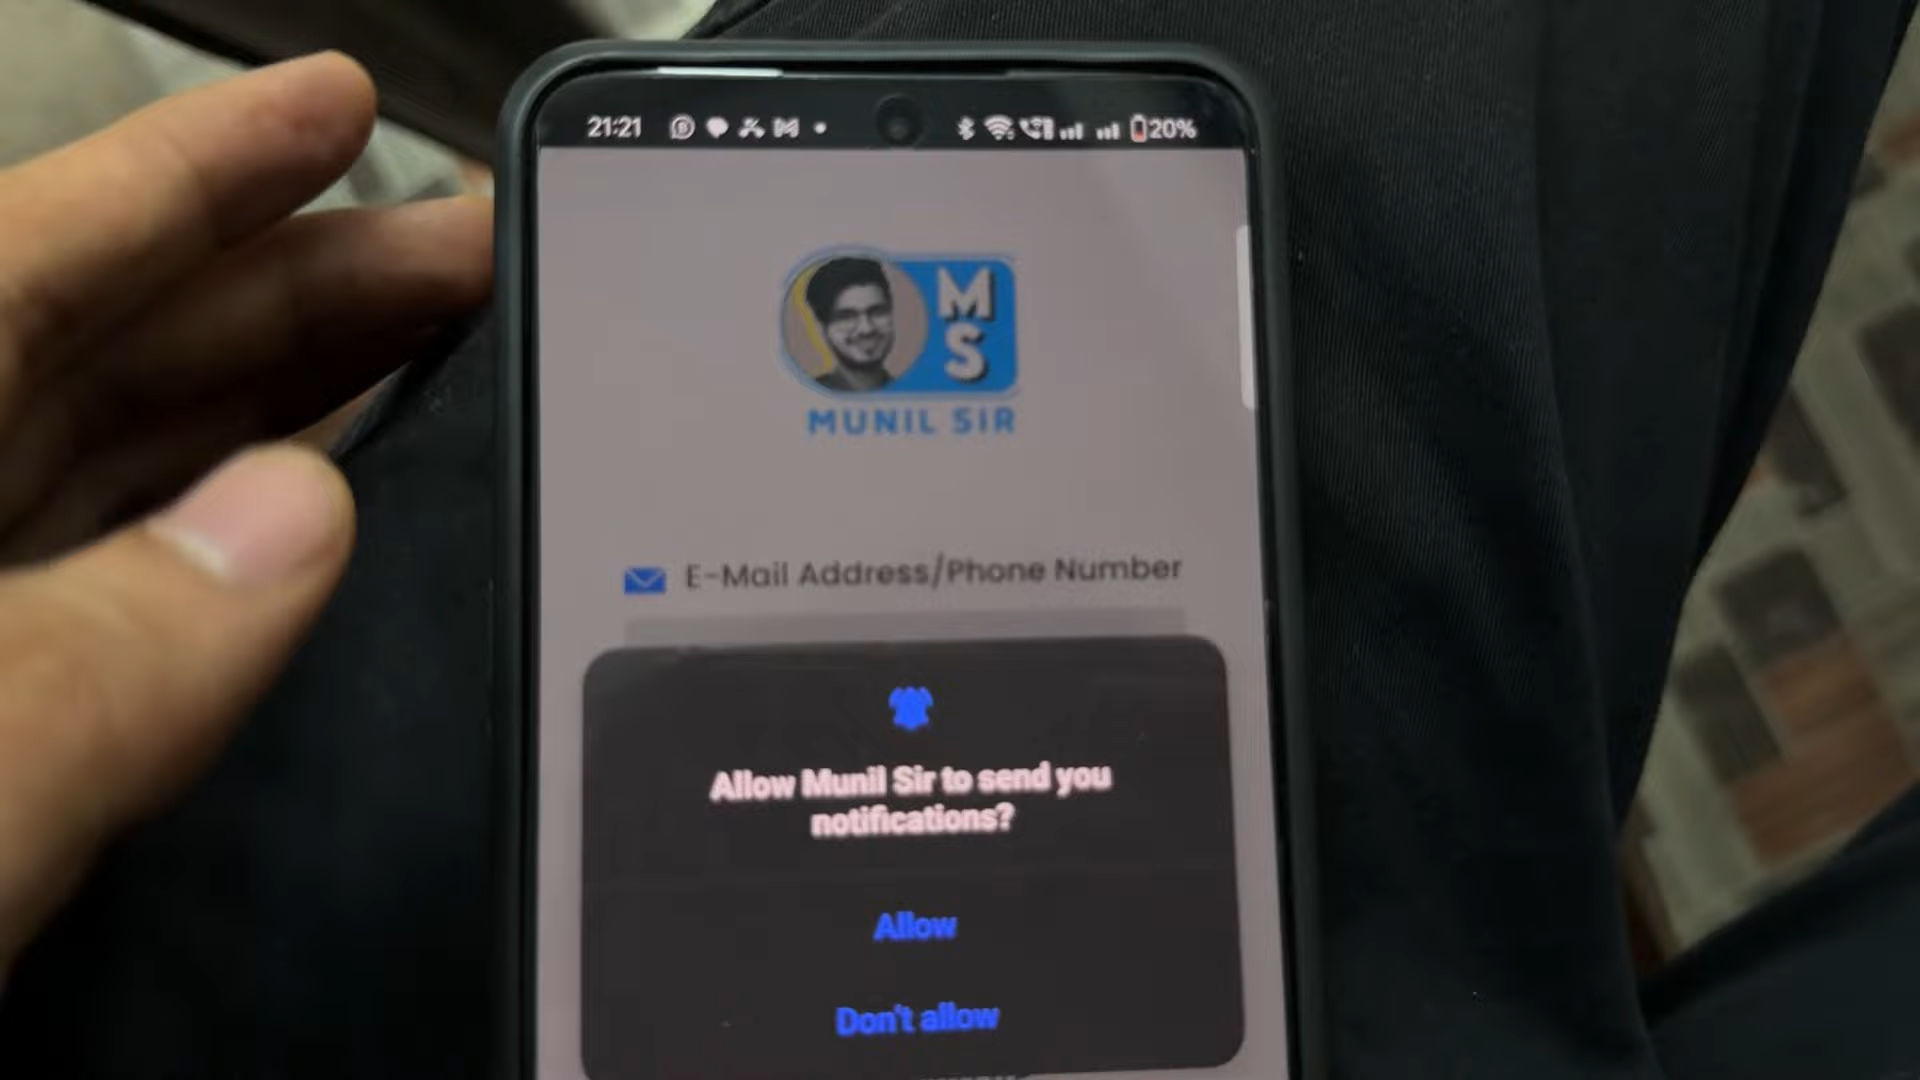 21:21
20%
M
S
MUNIL SIR
E-Mail Address/Phone Number
Allow Munil Sir to send you
notifications?
Allow
Don't allow